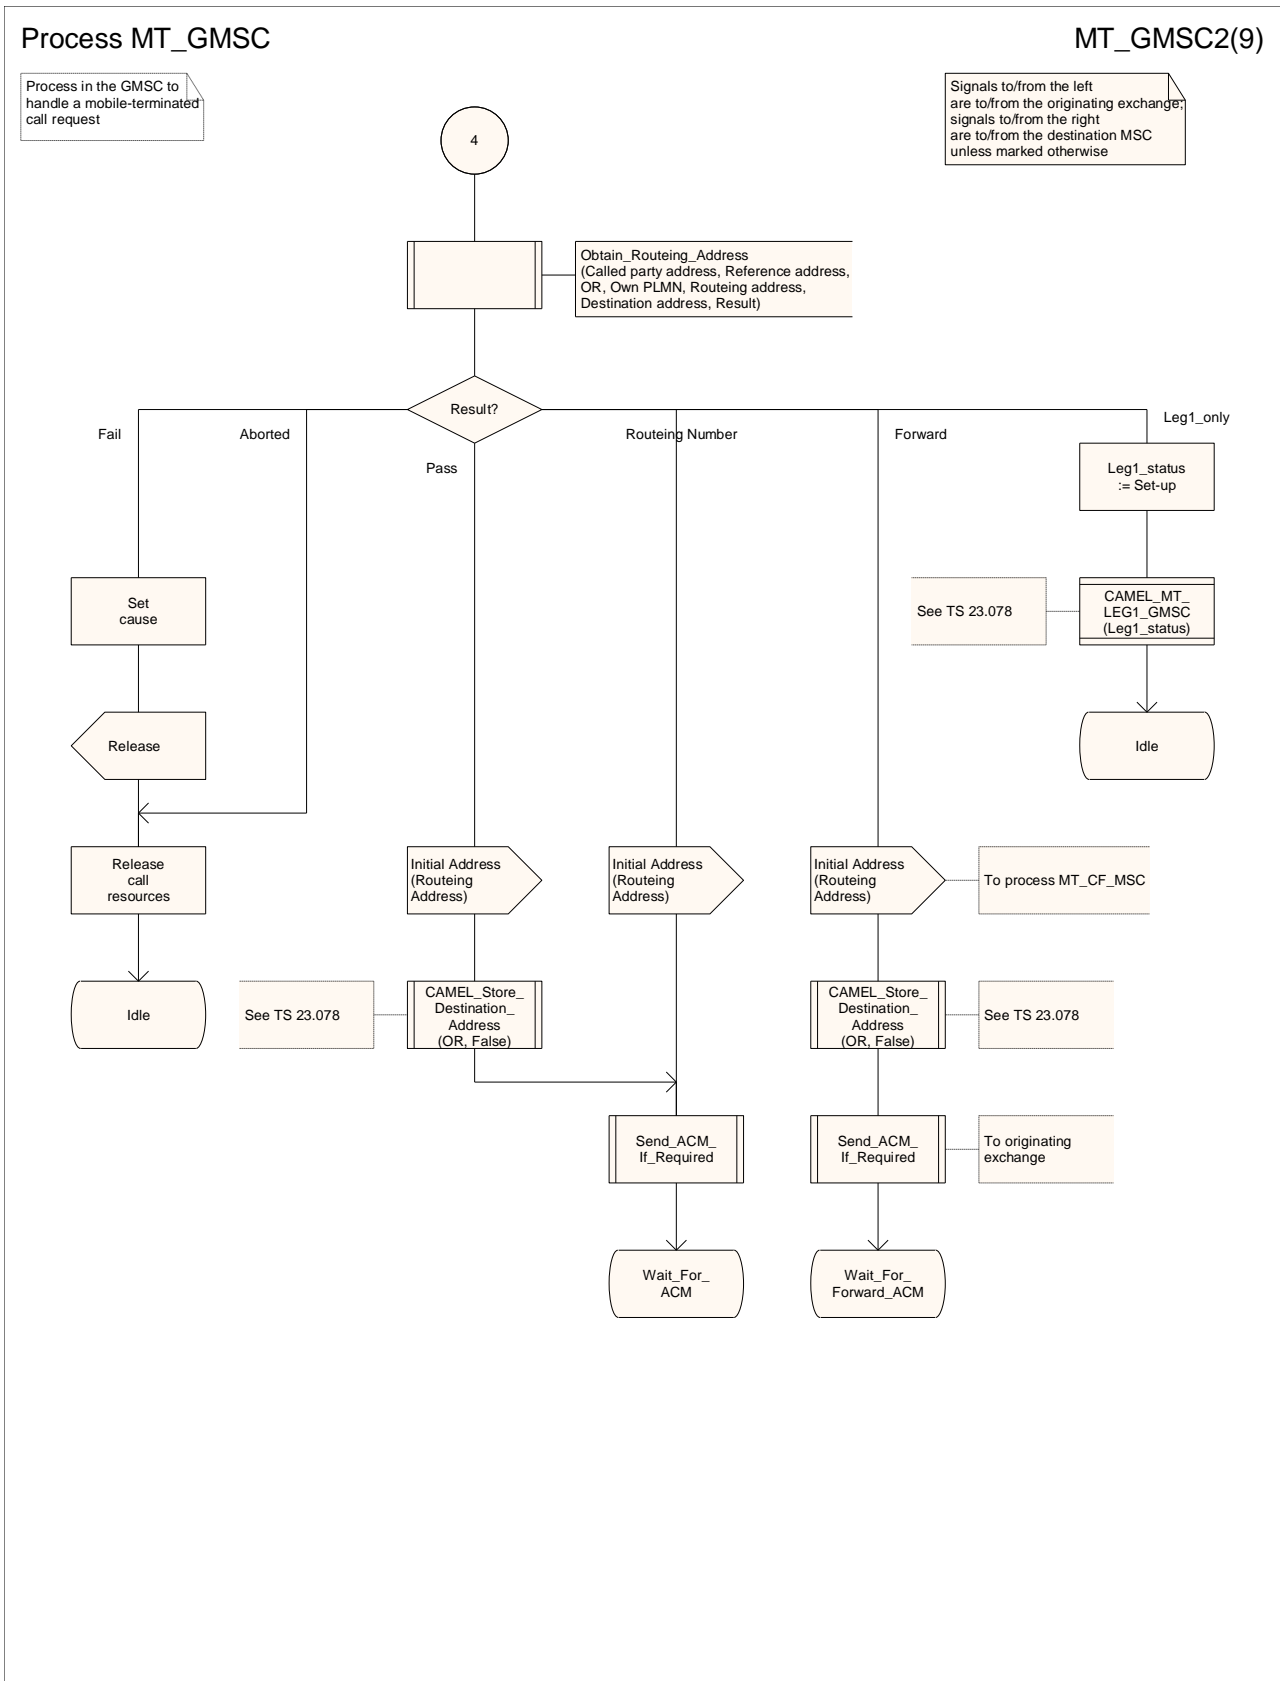 Process MT_GMSC
MT_GMSC2(9)
Process in the GMSC to
handle a mobile-terminated
call request
Signals to/from the left
are to/from the originating exchange;
signals to/from the right
are to/from the destination MSC
unless marked otherwise
4
Obtain_Routeing_Address
(Called party address, Reference address,
OR, Own PLMN, Routeing address,
Destination address, Result)
Result?
Fail
Aborted
Pass
Routeing Number
Forward
Leg1_only
Leg1_status
:= Set-up
Set
cause
See TS 23.078
CAMEL_MT_
LEG1_GMSC
(Leg1_status)
Release
Idle
Release
call
resources
Initial Address
(Routeing
Address)
Initial Address
(Routeing
Address)
Initial Address
(Routeing
Address)
To process MT_CF_MSC
Idle
See TS 23.078
CAMEL_Store_
Destination_
Address
(OR, False)
CAMEL_Store_
Destination_
Address
(OR, False)
See TS 23.078
Send_ACM_
If_Required
Send_ACM_
If_Required
To originating
exchange
Wait_For_
ACM
Wait_For_
Forward_ACM